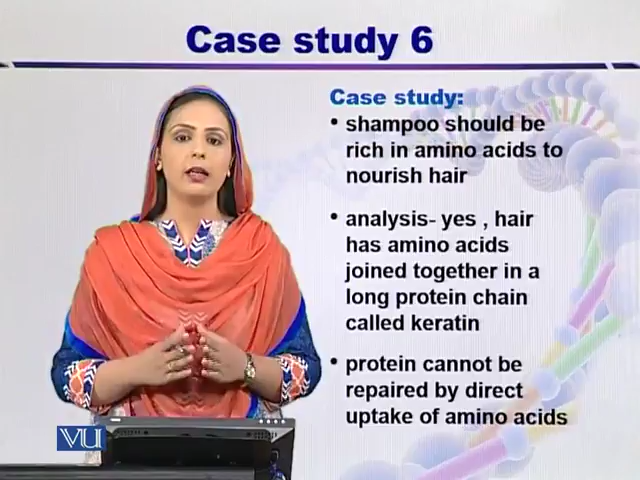 Case study 6
Case study:
• shampoo should be
rich in amino acids to
nourish hair
• analysis- yes , hair
has amino acids
joined together in a
long protein chain
called keratin
• protein cannot be
repaired by direct
uptake of amino acids
VU